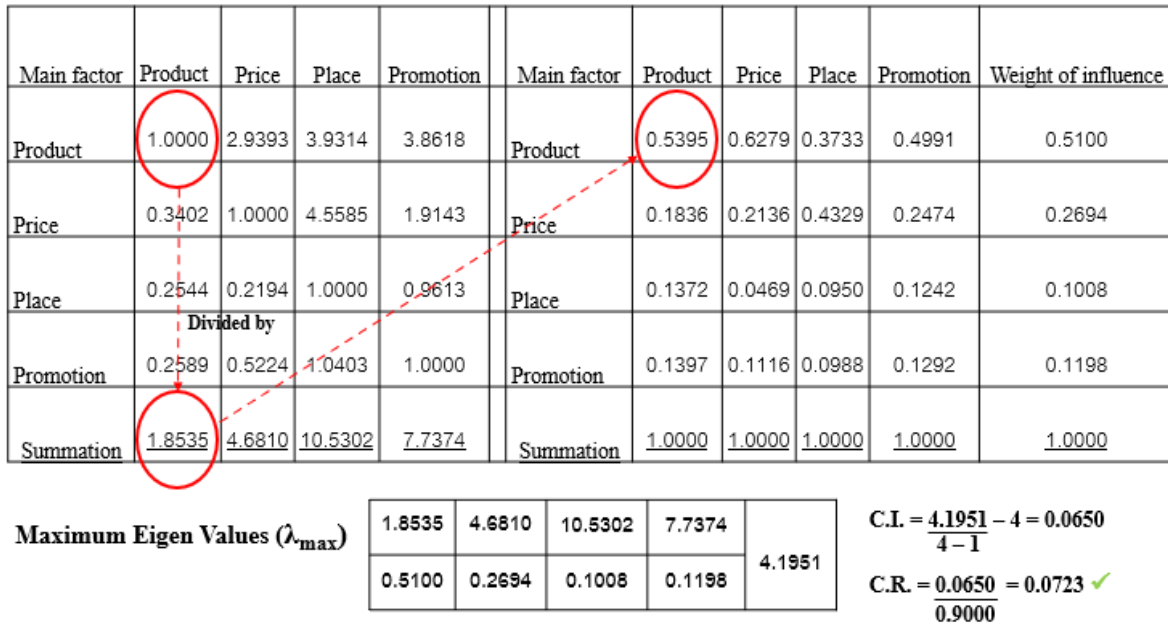 Main factor Product Price Place Promotion Main factor Product Price Place Promotion Weight of influence
Product 1.0000 2.9393 3.9314 3.8618 Product 0.5395 0.6279 0.3733 0.4991 0.5100
Price 0.3402 1.0000 4.5585 1.9143 Price 0.1836 0.2136 0.4329 0.2474 0.2694
Place 0.2544 0.2194 1.0000 0.9613 Place 0.1372 0.0469 0.0950 0.1242 0.1008
Divided by
Promotion 0.2589 0.5224 1.0403 1.0000 Promotion 0.1397 0.1116 0.0988 0.1292 0.1198
Summation 1.8535 4.6810 10.5302 7.7374 Summation 1.0000 1.0000 1.0000 1.0000 1.0000
Maximum Eigen Values (λmax)
1.8535 4.6810 10.5302 7.7374 4.1951
0.5100 0.2694 0.1008 0.1198
C.I. = 4.1951 – 4 = 0.0650
4 – 1
C.R. = 0.0650 = 0.0723 ✓
0.9000